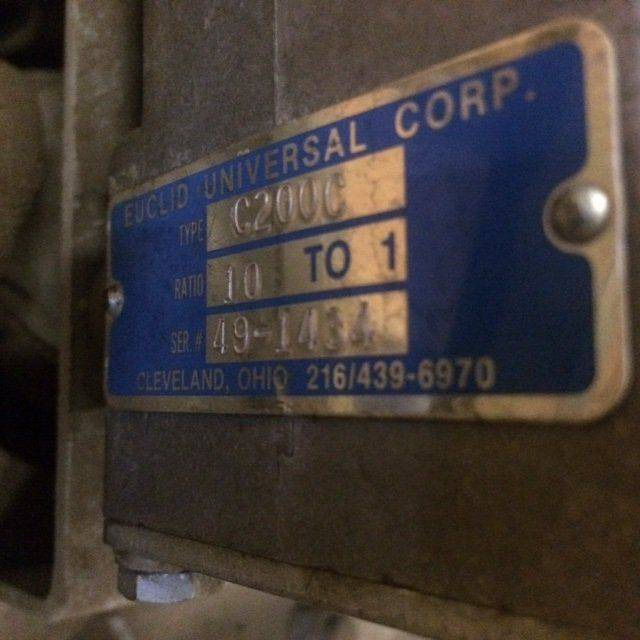 EUCLID UNIVERSAL CORP.
TYPE C200C
RATIO 10 TO 1
SER # 49-1434
CLEVELAND, OHIO 216/439-6970